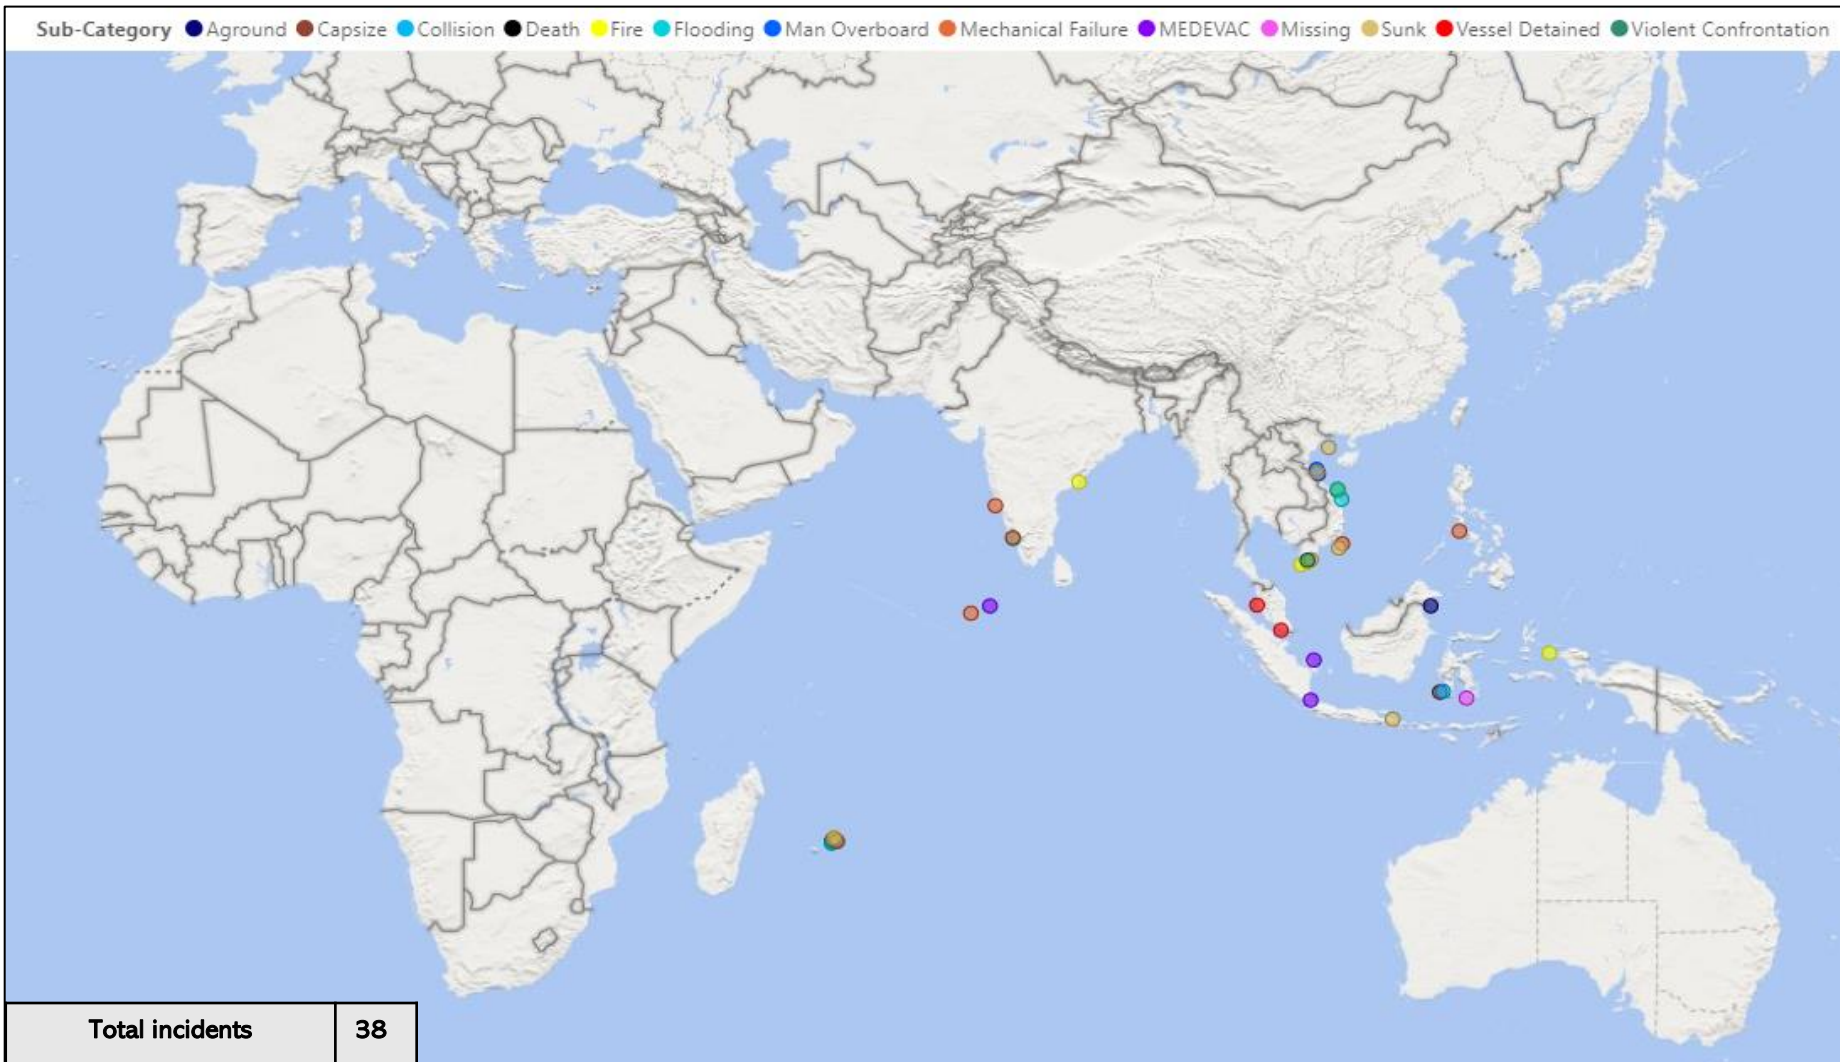 Sub-Category Aground Capsize Collision Death Fire Flooding Man Overboard Mechanical Failure MEDEVAC Missing Sunk Vessel Detained Violent Confrontation
Total incidents 38